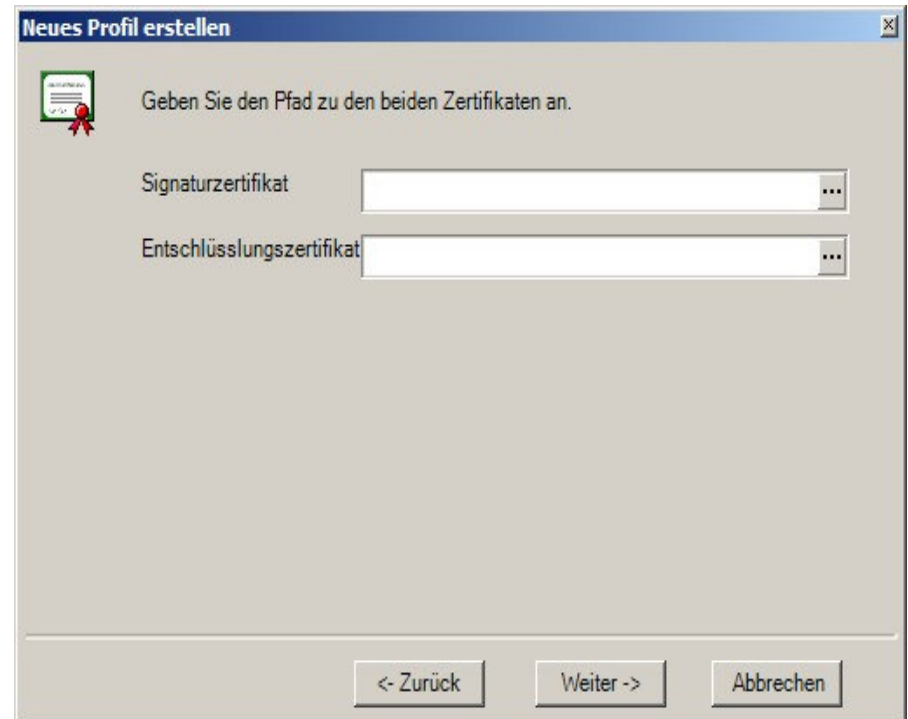 Neues Profil erstellen
Geben Sie den Pfad zu den beiden Zertifikaten an.
Signaturzertifikat
...
Entschlüsslungszertifikat
...
<- Zurück
Weiter ->
Abbrechen